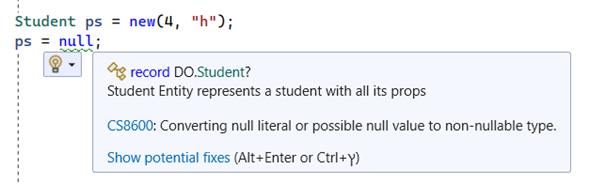 Student ps = new(4, "h");
ps = null;
record DO.Student?
Student Entity represents a student with all its props
CS8600: Converting null literal or possible null value to non-nullable type.
Show potential fixes (Alt+Enter or Ctrl+ץ)